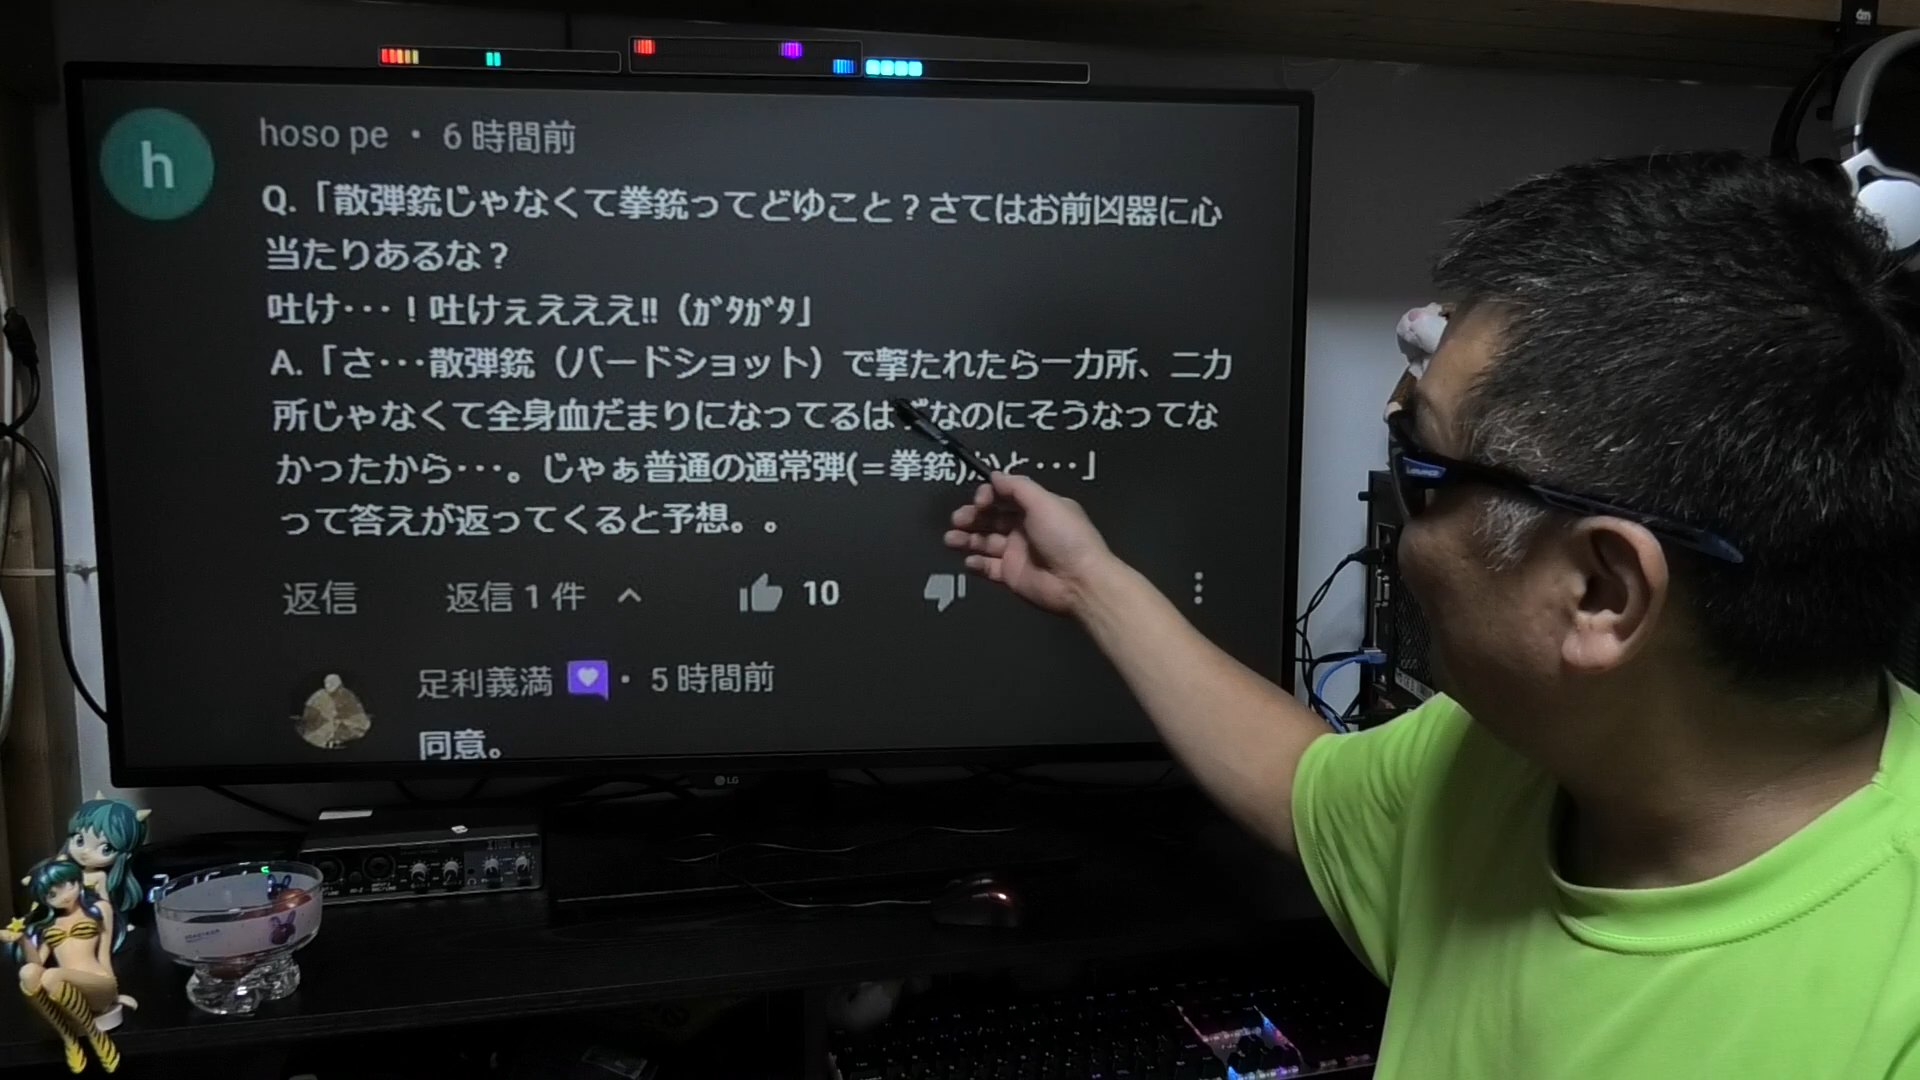 h
hoso pe・6 時間前
Q.「散弾銃じゃなくて拳銃ってどゆこと？さてはお前凶器に心
当たりあるな？
吐け･･･！吐けぇえええ!!（ｶﾞﾀｶﾞﾀ」
A.「さ･･･散弾銃（バードショット）で撃たれたら一カ所、二カ
所じゃなくて全身血だまりになってるはずなのにそうなってな
かったから･･･。じゃぁ普通の通常弾(＝拳銃)かと･･･」
って答えが返ってくると予想。。
返信 返信 1 件 10
足利義満・5 時間前
同意。
LG